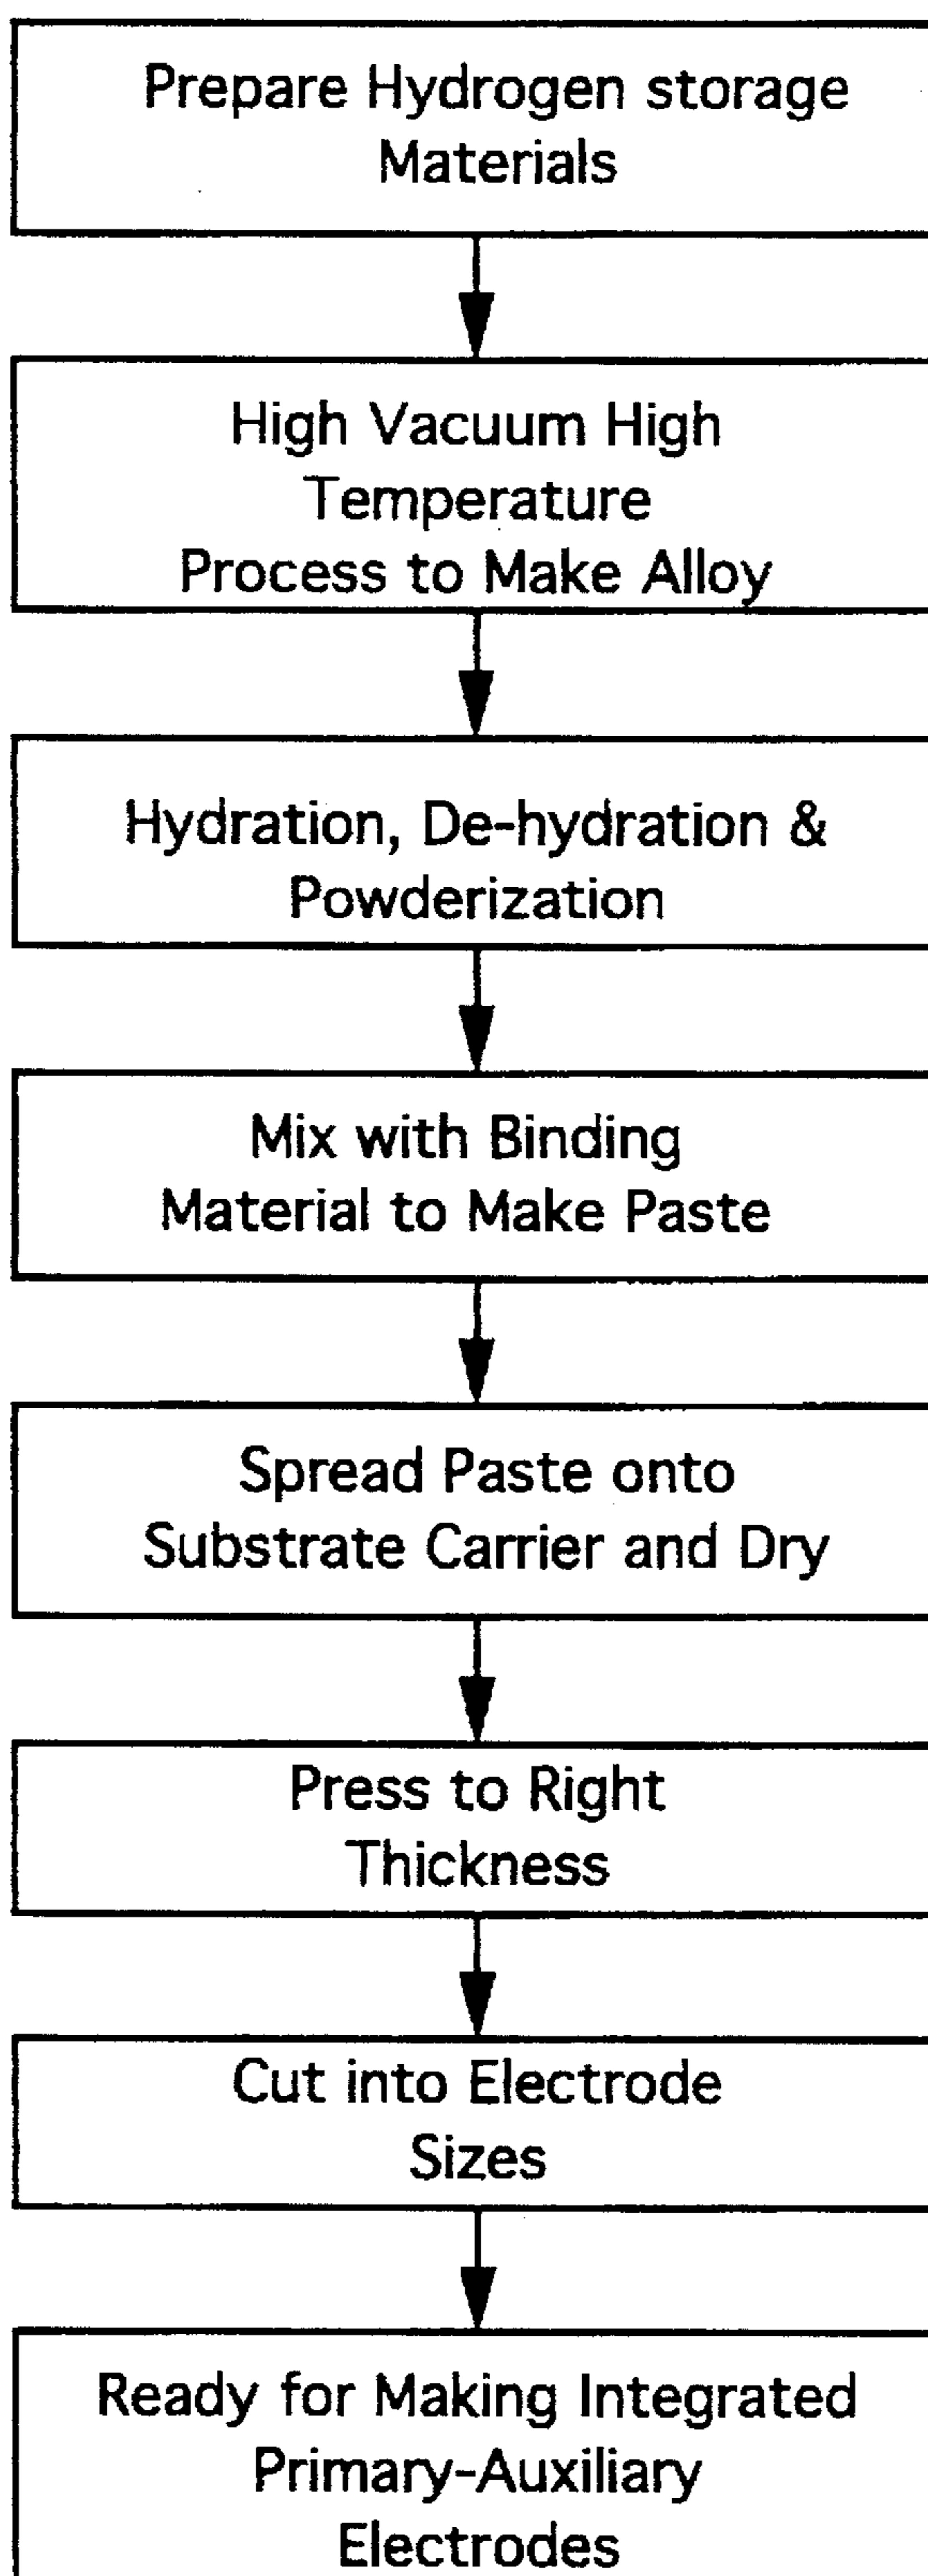 Prepare Hydrogen storage
Materials
High Vacuum High
Temperature
Process to Make Alloy
Hydration, De-hydration &
Powderization
Mix with Binding
Material to Make Paste
Spread Paste onto
Substrate Carrier and Dry
Press to Right
Thickness
Cut into Electrode
Sizes
Ready for Making Integrated
Primary-Auxiliary
Electrodes